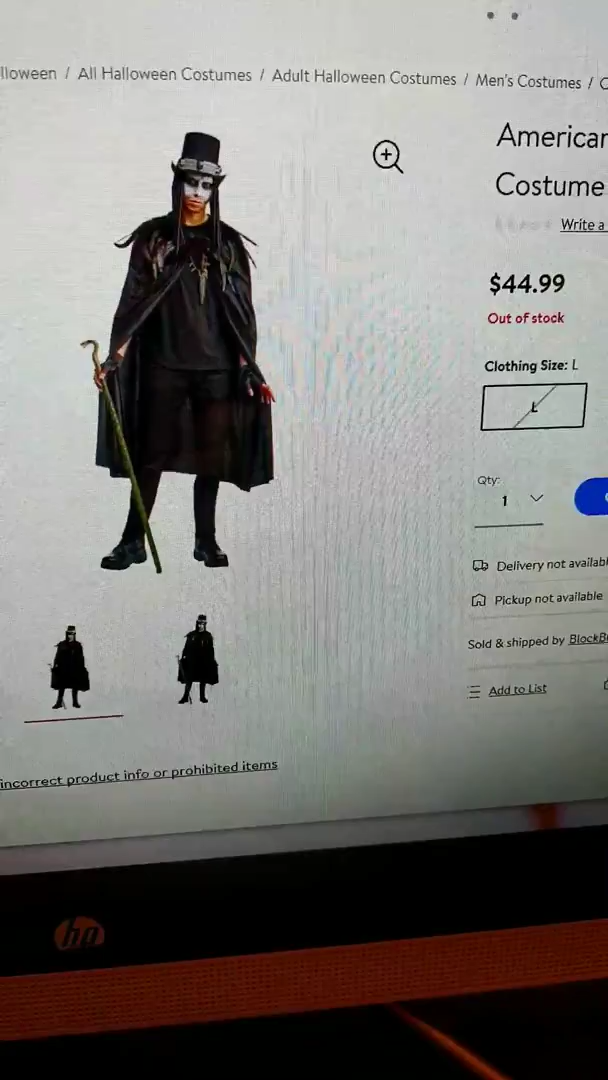 lloween / All Halloween Costumes / Adult Halloween Costumes / Men's Costumes / C
American
Costume
Write a
$44.99
Out of stock
Clothing Size: L
L
Qty:
1
Delivery not availabl
Pickup not available
Sold & shipped by BlockB
Add to List
incorrect product info or prohibited items
hp